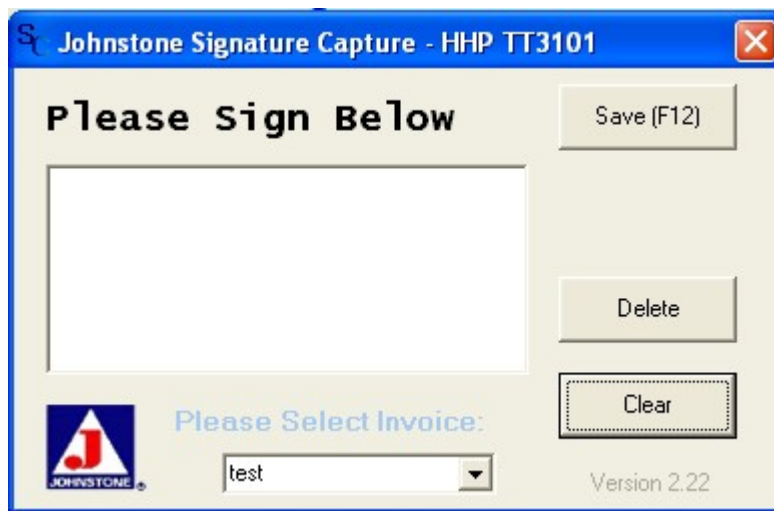 SC Johnstone Signature Capture - HHP TT3101
Please Sign Below
Save (F12)
Delete
Clear
Please Select Invoice:
test
J
JOHNSTONE ®
Version 2.22